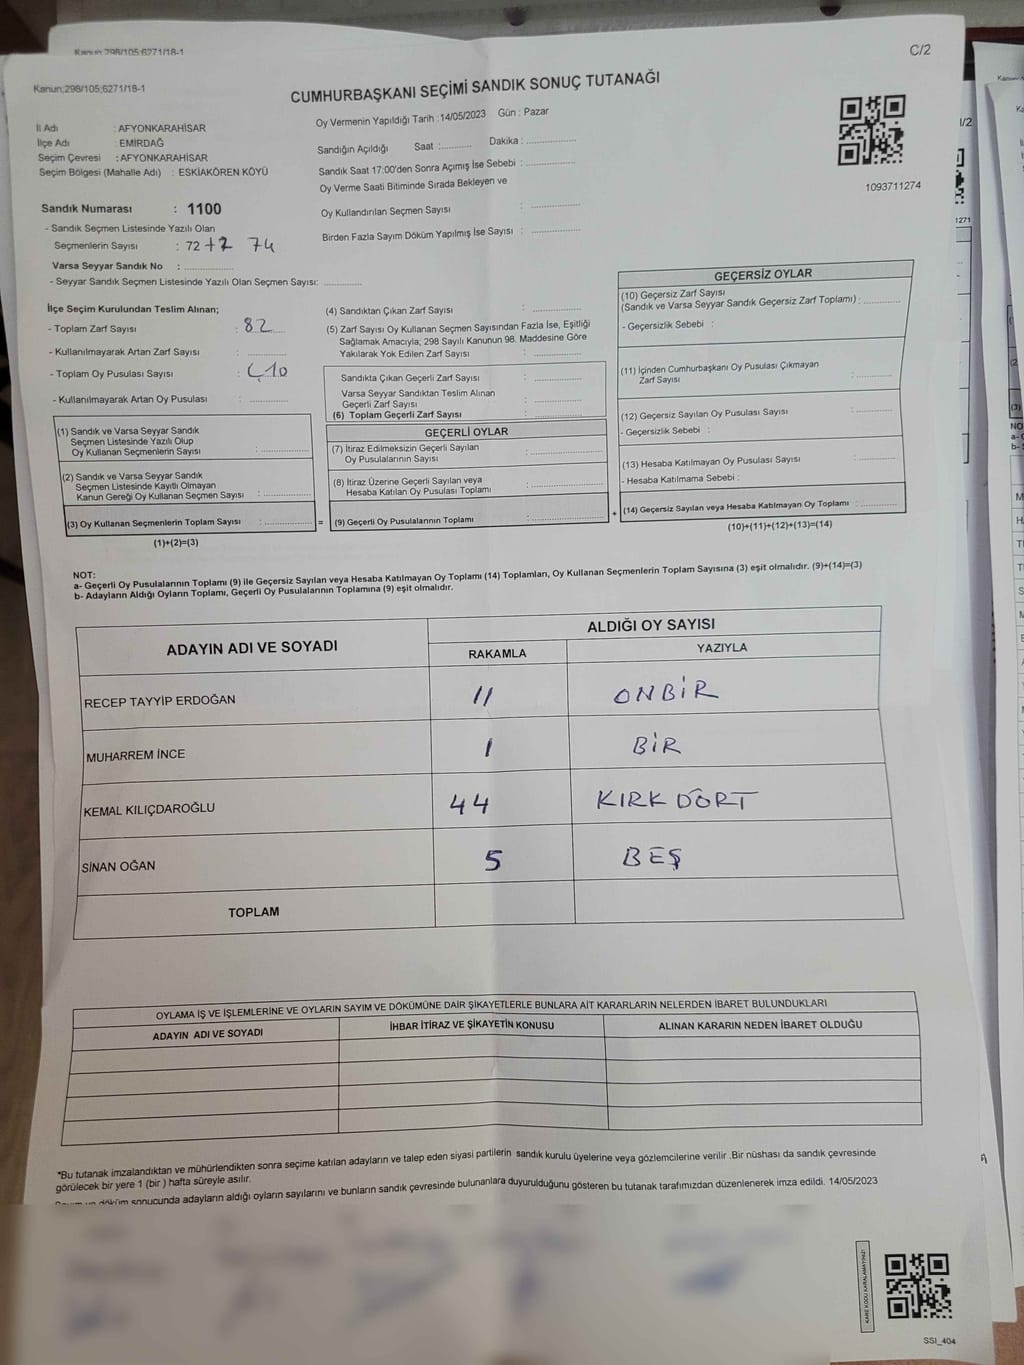 Kanun;298/105;6271/18-1
C/2
Kanun;298/105;6271/18-1
CUMHURBAŞKANI SEÇİMİ SANDIK SONUÇ TUTANAĞI
Oy Vermenin Yapıldığı Tarih : 14/05/2023 Gün : Pazar
İl Adı : AFYONKARAHİSAR
İlçe Adı : EMİRDAĞ
Seçim Çevresi : AFYONKARAHİSAR
Seçim Bölgesi (Mahalle Adı) : ESKİAKÖREN KÖYÜ
Sandığın Açıldığı Saat :........... Dakika : ................
Sandık Saat 17:00'den Sonra Açımış İse Sebebi : ................
Oy Verme Saati Bitiminde Sırada Bekleyen ve
Oy Kullandırılan Seçmen Sayısı : ................
Birden Fazla Sayım Döküm Yapılmış İse Sayısı : ................
1093711274
Sandık Numarası : 1100
- Sandık Seçmen Listesinde Yazılı Olan
Seçmenlerin Sayısı : 72 +2 74
Varsa Seyyar Sandık No : ................
- Seyyar Sandık Seçmen Listesinde Yazılı Olan Seçmen Sayısı: ............
İlçe Seçim Kurulundan Teslim Alınan;
- Toplam Zarf Sayısı : 82
- Kullanılmayarak Artan Zarf Sayısı : ............
- Toplam Oy Pusulası Sayısı :
- Kullanılmayarak Artan Oy Pusulası : ............
(4) Sandıktan Çıkan Zarf Sayısı : ................
(5) Zarf Sayısı Oy Kullanan Seçmen Sayısından Fazla İse, Eşitliği
Sağlamak Amacıyla; 298 Sayılı Kanunun 98. Maddesine Göre
Yakılarak Yok Edilen Zarf Sayısı : ................
Sandıkta Çıkan Geçerli Zarf Sayısı : ................
Varsa Seyyar Sandıktan Teslim Alınan
Geçerli Zarf Sayısı : ................
(6) Toplam Geçerli Zarf Sayısı : ................
GEÇERSİZ OYLAR
(10) Geçersiz Zarf Sayısı
(Sandık ve Varsa Seyyar Sandık Geçersiz Zarf Toplamı) : ............
- Geçersizlik Sebebi :
(11) İçinden Cumhurbaşkanı Oy Pusulası Çıkmayan
Zarf Sayısı : ............
(12) Geçersiz Sayılan Oy Pusulası Sayısı : ............
- Geçersizlik Sebebi :
(13) Hesaba Katılmayan Oy Pusulası Sayısı : ............
- Hesaba Katılmama Sebebi :
(14) Geçersiz Sayılan veya Hesaba Katılmayan Oy Toplamı : ............
(10)+(11)+(12)+(13)=(14)
(1) Sandık ve Varsa Seyyar Sandık
Seçmen Listesinde Yazılı Olup
Oy Kullanan Seçmenlerin Sayısı : ................
(2) Sandık ve Varsa Seyyar Sandık
Seçmen Listesinde Kayıtlı Olmayan
Kanun Gereği Oy Kullanan Seçmen Sayısı : ................
(3) Oy Kullanan Seçmenlerin Toplam Sayısı : ................ =
(1)+(2)=(3)
GEÇERLİ OYLAR
(7) İtiraz Edilmeksizin Geçerli Sayılan
Oy Pusulalarının Sayısı : ................
(8) İtiraz Üzerine Geçerli Sayılan veya
Hesaba Katılan Oy Pusulası Toplamı : ................
(9) Geçerli Oy Pusulalarının Toplamı : ................ +
NOT:
a- Geçerli Oy Pusulalarının Toplamı (9) ile Geçersiz Sayılan veya Hesaba Katılmayan Oy Toplamı (14) Toplamları, Oy Kullanan Seçmenlerin Toplam Sayısına (3) eşit olmalıdır. (9)+(14)=(3)
b- Adayların Aldığı Oyların Toplamı, Geçerli Oy Pusulalarının Toplamına (9) eşit olmalıdır.
ADAYIN ADI VE SOYADI
ALDIĞI OY SAYISI
RAKAMLA YAZIYLA
RECEP TAYYİP ERDOĞAN 11 ONBİR
MUHARREM İNCE 1 BİR
KEMAL KILIÇDAROĞLU 44 KIRK DÖRT
SİNAN OĞAN 5 BEŞ
TOPLAM
OYLAMA İŞ VE İŞLEMLERİNE VE OYLARIN SAYIM VE DÖKÜMÜNE DAİR ŞİKAYETLERLE BUNLARA AİT KARARLARIN NELERDEN İBARET BULUNDUKLARI
ADAYIN ADI VE SOYADI İHBAR İTİRAZ VE ŞİKAYETİN KONUSU ALINAN KARARIN NEDEN İBARET OLDUĞU
*Bu tutanak imzalandıktan ve mühürlendikten sonra seçime katılan adayların ve talep eden siyasi partilerin sandık kurulu üyelerine veya gözlemcilerine verilir .Bir nüshası da sandık çevresinde
görülecek bir yere 1 (bir ) hafta süreyle asılır.
döküm sonucunda adayların aldığı oyların sayılarını ve bunların sandık çevresinde bulunanlara duyurulduğunu gösteren bu tutanak tarafımızdan düzenlenerek imza edildi. 14/05/2023
KARE KODU KARALAMAYINIZ!
SSI_404